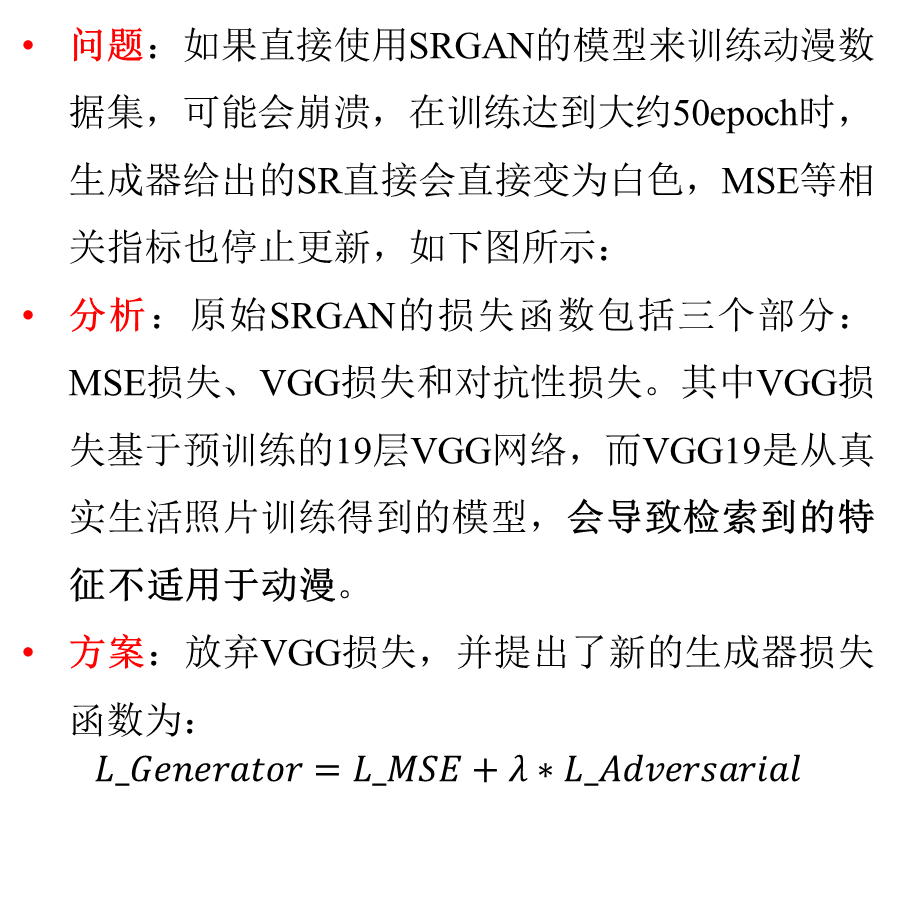 • 问题：如果直接使用SRGAN的模型来训练动漫数
据集，可能会崩溃，在训练达到大约50epoch时，
生成器给出的SR直接会直接变为白色，MSE等相
关指标也停止更新，如下图所示：
• 分析：原始SRGAN的损失函数包括三个部分：
MSE损失、VGG损失和对抗性损失。其中VGG损
失基于预训练的19层VGG网络，而VGG19是从真
实生活照片训练得到的模型，会导致检索到的特
征不适用于动漫。
• 方案：放弃VGG损失，并提出了新的生成器损失
函数为：
L_Generator = L_MSE + λ ∗ L_Adversarial